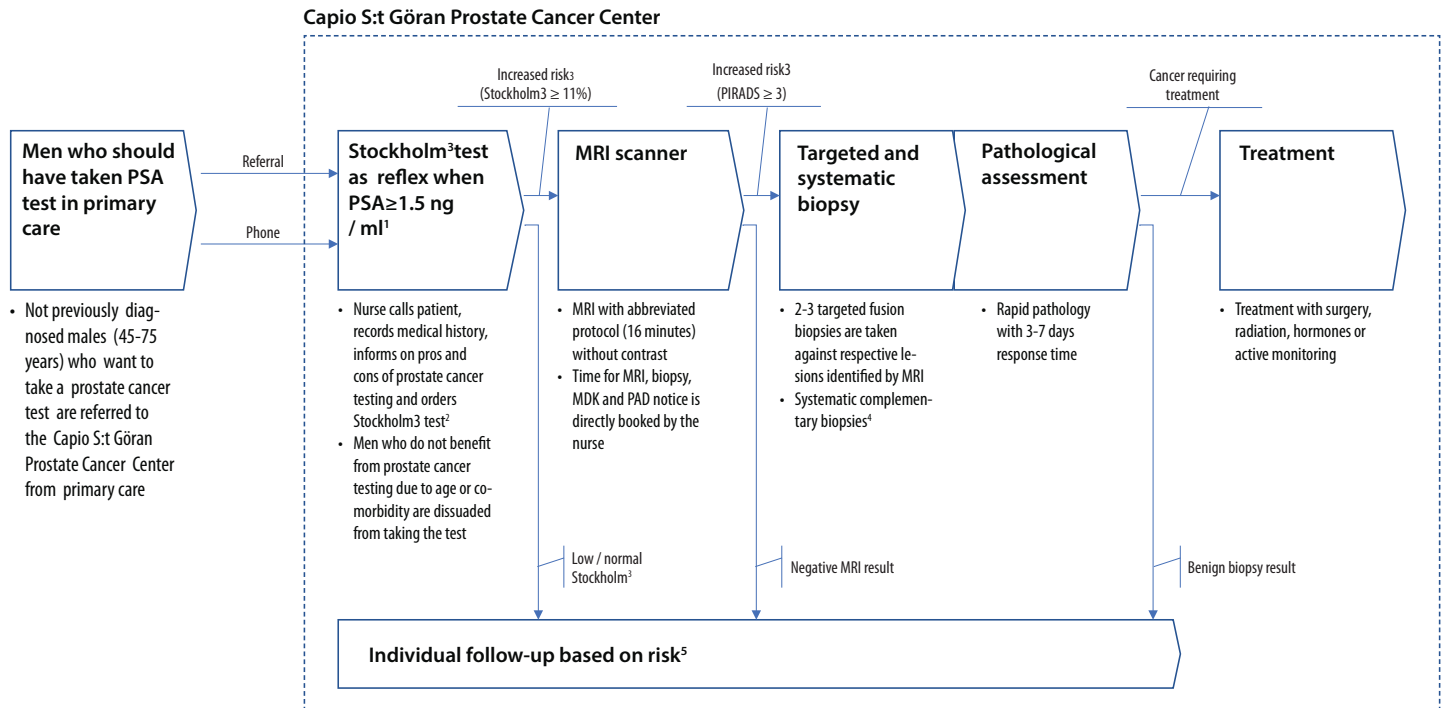 Capio S:t Göran Prostate Cancer Center
Increased risk3
(Stockholm3 ≥ 11%)
Increased risk3
(PIRADS ≥ 3)
Cancer requiring
treatment
Men who should
have taken PSA
test in primary
care
Referral
Phone
Stockholm³test
as reflex when
PSA≥1.5 ng
/ ml¹
MRI scanner
Targeted and
systematic
biopsy
Pathological
assessment
Treatment
• Not previously diag-
nosed males (45-75
years) who want to
take a prostate cancer
test are referred to
the Capio S:t Göran
Prostate Cancer Center
from primary care
• Nurse calls patient,
records medical history,
informs on pros and
cons of prostate cancer
testing and orders
Stockholm3 test²
• Men who do not benefit
from prostate cancer
testing due to age or co-
morbidity are dissuaded
from taking the test
• MRI with abbreviated
protocol (16 minutes)
without contrast
• Time for MRI, biopsy,
MDK and PAD notice is
directly booked by the
nurse
• 2-3 targeted fusion
biopsies are taken
against respective le-
sions identified by MRI
• Systematic complemen-
tary biopsies⁴
• Rapid pathology
with 3-7 days
response time
• Treatment with surgery,
radiation, hormones or
active monitoring
Low / normal
Stockholm³
Negative MRI result
Benign biopsy result
Individual follow-up based on risk⁵